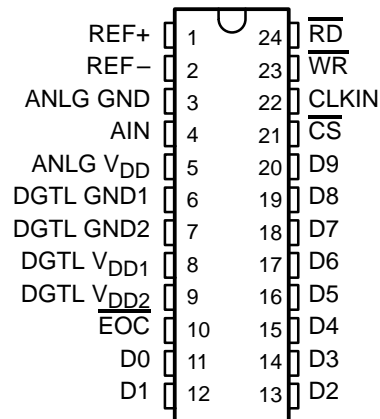 REF+ 1 24 RD
REF− 2 23 WR
ANLG GND 3 22 CLKIN
AIN 4 21 CS
ANLG VDD 5 20 D9
DGTL GND1 6 19 D8
DGTL GND2 7 18 D7
DGTL VDD1 8 17 D6
DGTL VDD2 9 16 D5
EOC 10 15 D4
D0 11 14 D3
D1 12 13 D2